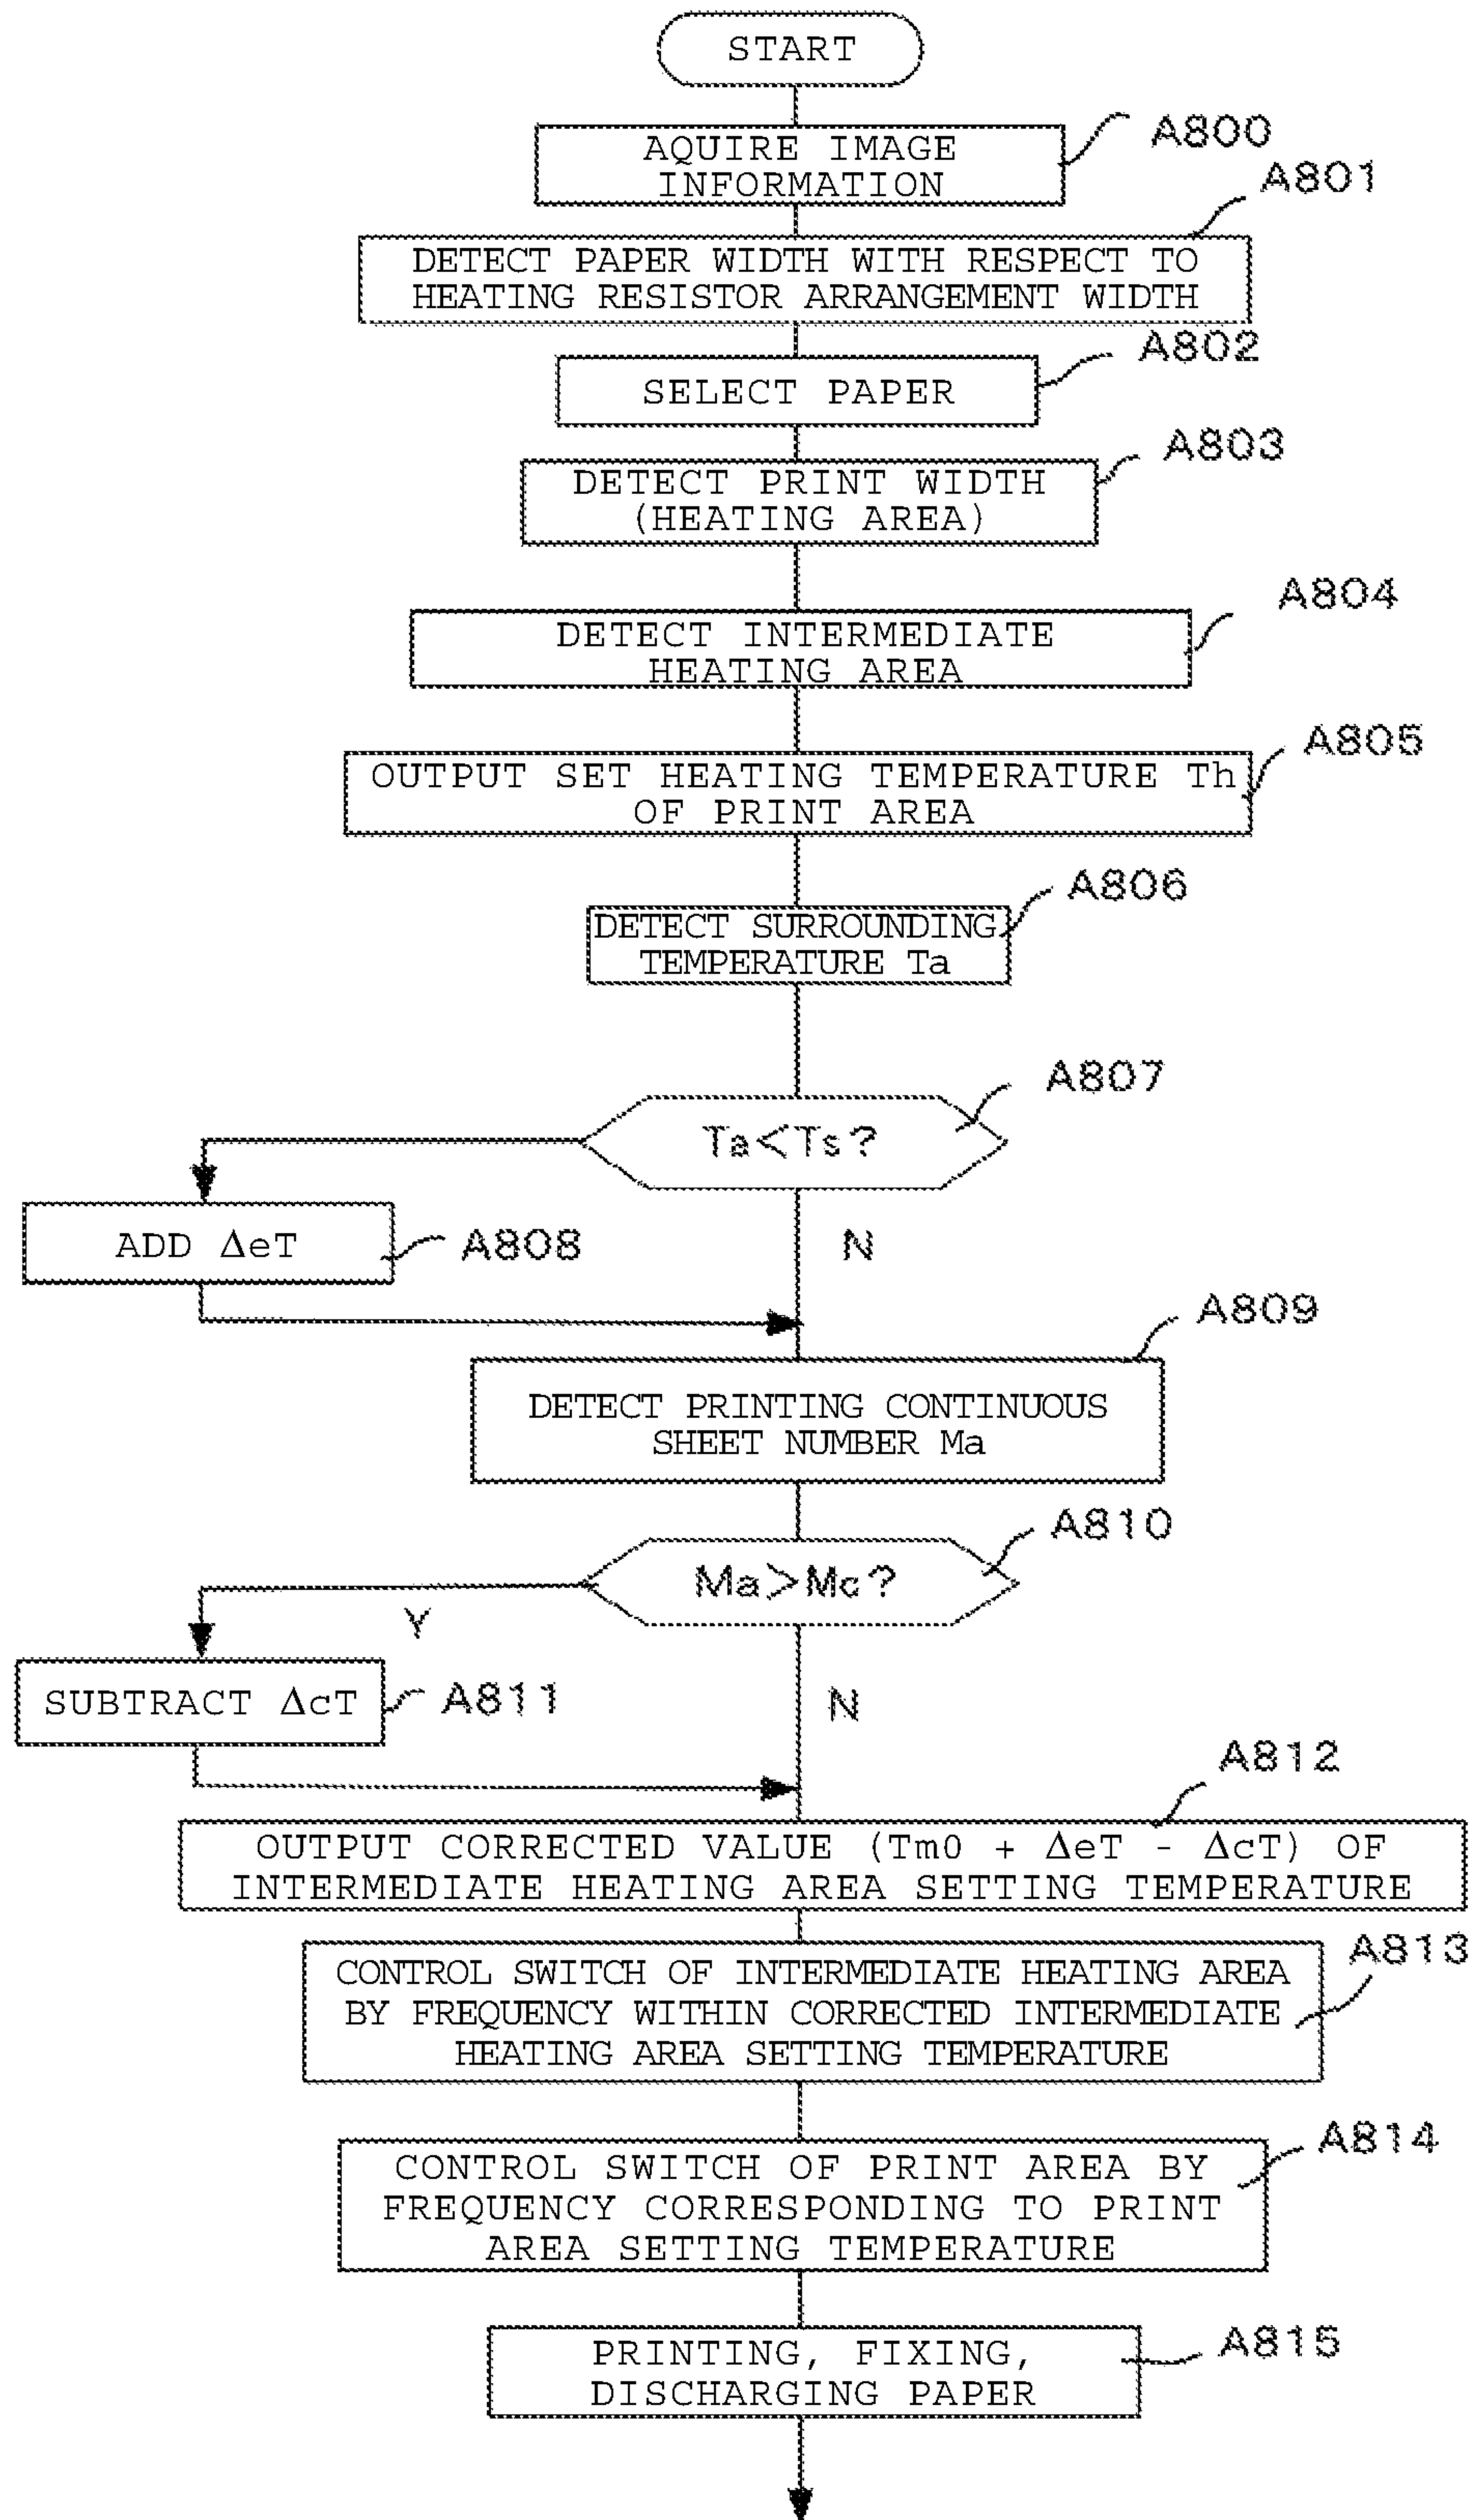 START
AQUIRE IMAGE
INFORMATION
A800
DETECT PAPER WIDTH WITH RESPECT TO
HEATING RESISTOR ARRANGEMENT WIDTH
A801
SELECT PAPER
A802
DETECT PRINT WIDTH
(HEATING AREA)
A803
DETECT INTERMEDIATE
HEATING AREA
A804
OUTPUT SET HEATING TEMPERATURE Th
OF PRINT AREA
A805
DETECT SURROUNDING
TEMPERATURE Ta
A806
Ta<Ts?
A807
ADD ΔeT
A808
N
DETECT PRINTING CONTINUOUS
SHEET NUMBER Ma
A809
Ma>Mc?
A810
Y
SUBTRACT ΔcT
A811
N
OUTPUT CORRECTED VALUE (Tm0 + ΔeT - ΔcT) OF
INTERMEDIATE HEATING AREA SETTING TEMPERATURE
A812
CONTROL SWITCH OF INTERMEDIATE HEATING AREA
BY FREQUENCY WITHIN CORRECTED INTERMEDIATE
HEATING AREA SETTING TEMPERATURE
A813
CONTROL SWITCH OF PRINT AREA BY
FREQUENCY CORRESPONDING TO PRINT
AREA SETTING TEMPERATURE
A814
PRINTING, FIXING,
DISCHARGING PAPER
A815